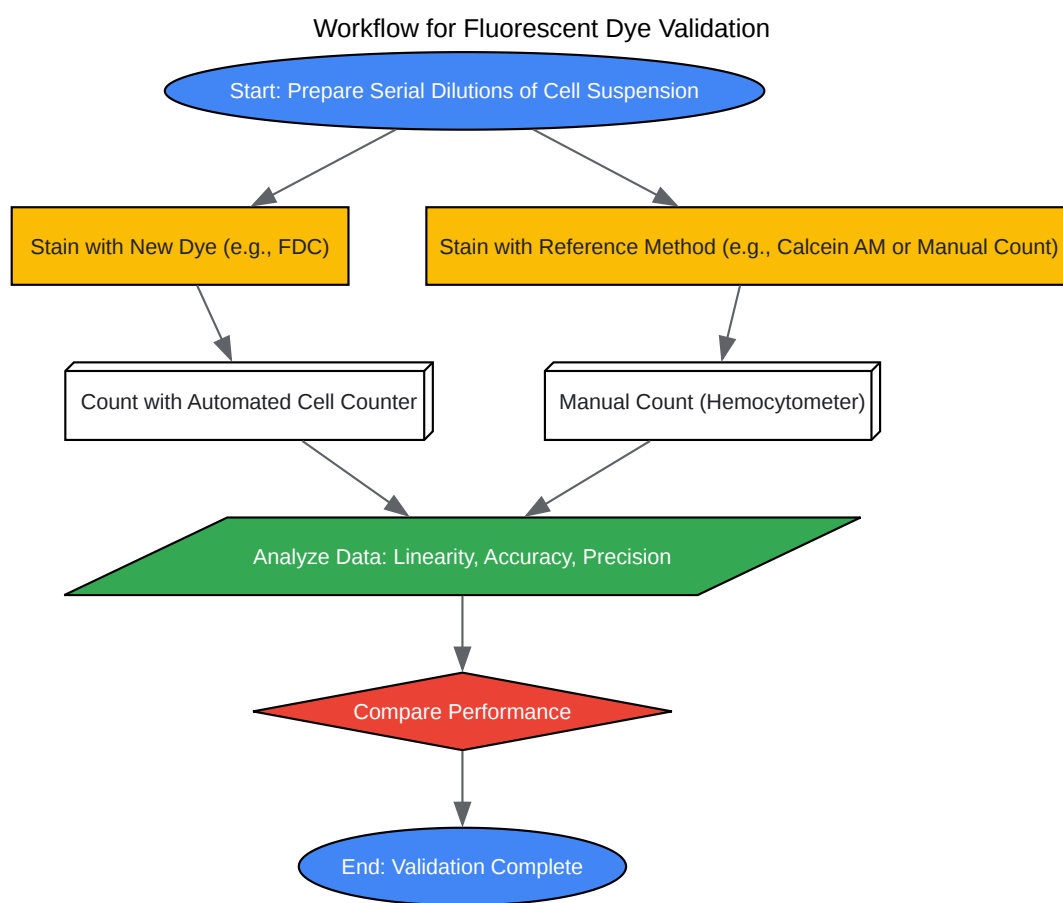 Workflow for Fluorescent Dye Validation
Start: Prepare Serial Dilutions of Cell Suspension
Stain with New Dye (e.g., FDC)
Stain with Reference Method (e.g., Calcein AM or Manual Count)
Count with Automated Cell Counter
Manual Count (Hemocytometer)
Analyze Data: Linearity, Accuracy, Precision
Compare Performance
End: Validation Complete